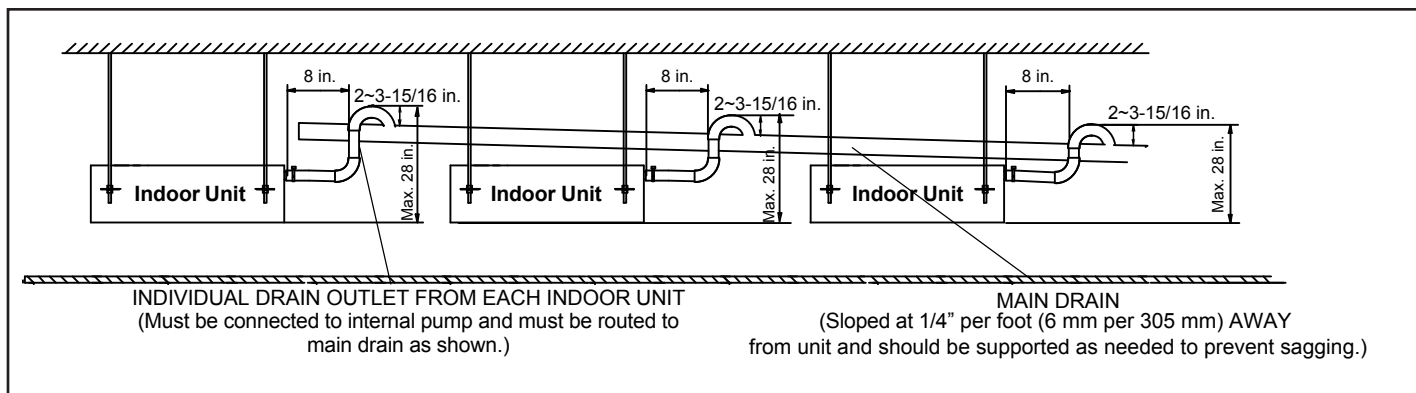 8 in.
2~3-15/16 in.
Max. 28 in.
Indoor Unit
8 in.
2~3-15/16 in.
Max. 28 in.
Indoor Unit
8 in.
2~3-15/16 in.
Max. 28 in.
Indoor Unit
INDIVIDUAL DRAIN OUTLET FROM EACH INDOOR UNIT
(Must be connected to internal pump and must be routed to
main drain as shown.)
MAIN DRAIN
(Sloped at 1/4” per foot (6 mm per 305 mm) AWAY
from unit and should be supported as needed to prevent sagging.)